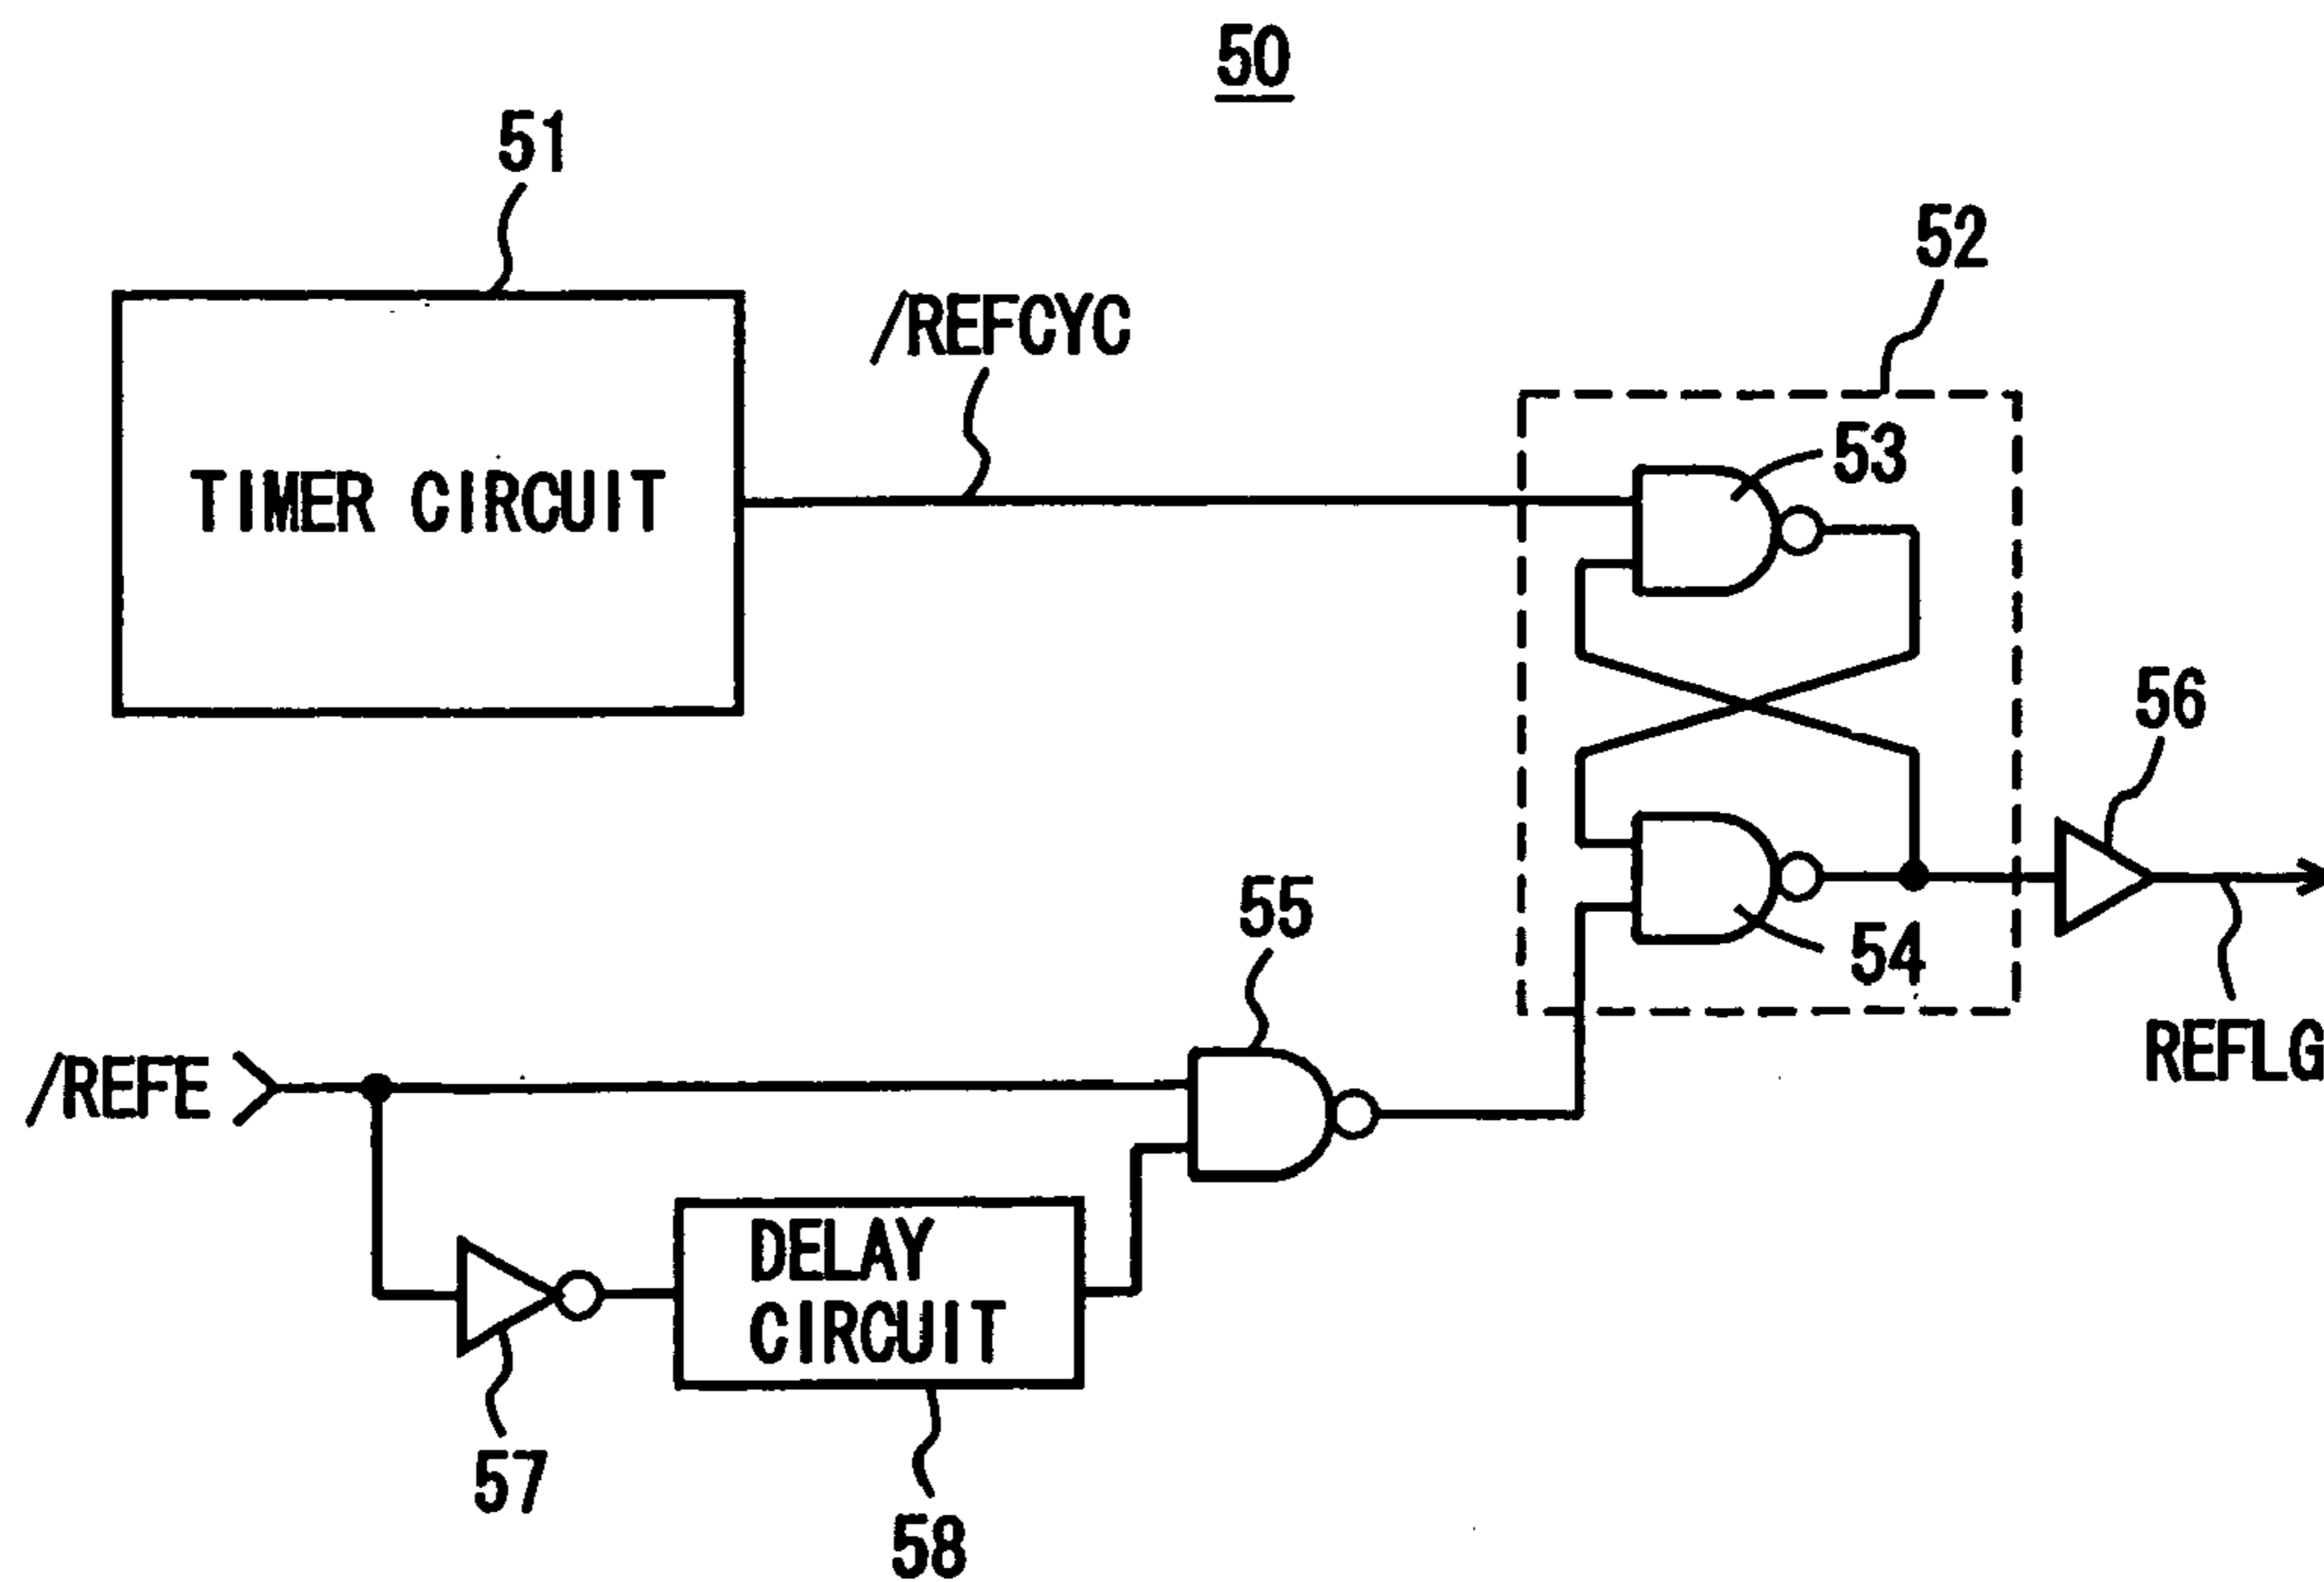 50
51
52
/REFCYC
53
TIMER CIRCUIT
56
55
54
REFLG
/REFE
DELAY
CIRCUIT
57
58